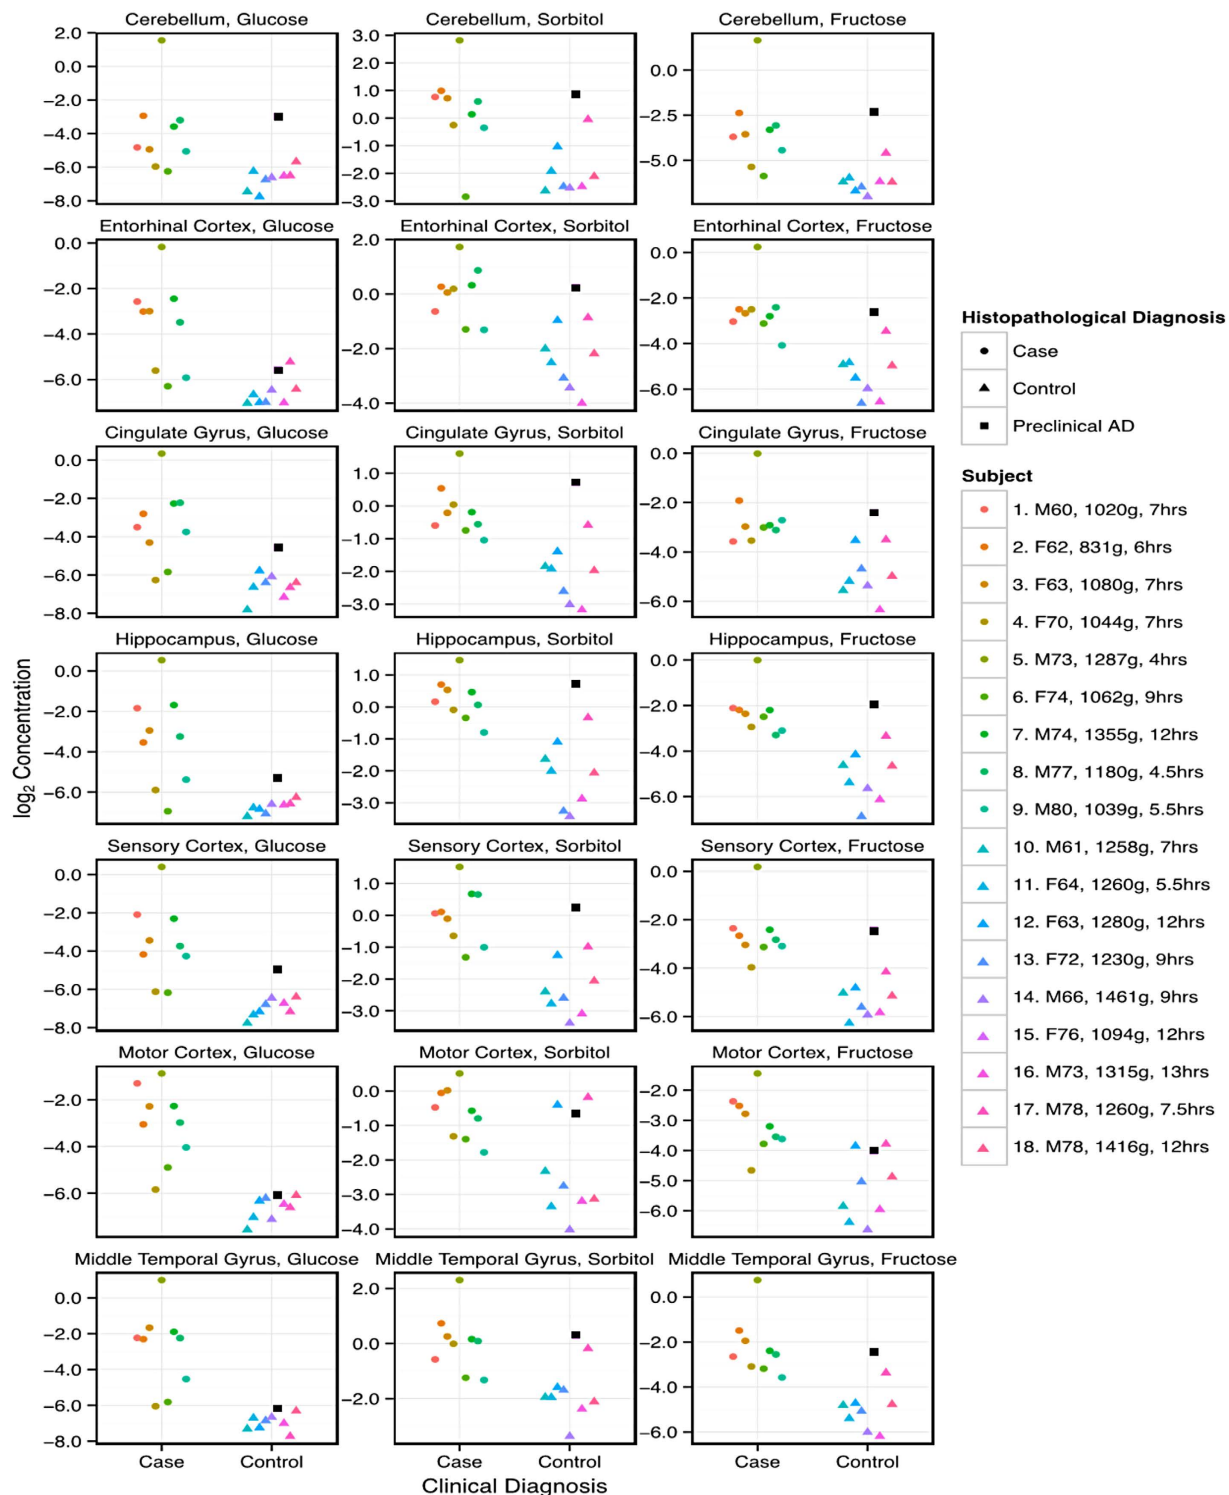 Cerebellum, Glucose
2.0
0.0
−2.0
−4.0
−6.0
−8.0
Cerebellum, Sorbitol
3.0
2.0
1.0
0.0
−1.0
−2.0
−3.0
Cerebellum, Fructose
0.0
−2.5
−5.0
Entorhinal Cortex, Glucose
0.0
−2.0
−4.0
−6.0
Entorhinal Cortex, Sorbitol
2.0
0.0
−2.0
−4.0
Entorhinal Cortex, Fructose
0.0
−2.0
−4.0
−6.0
Cingulate Gyrus, Glucose
0.0
−2.0
−4.0
−6.0
−8.0
Cingulate Gyrus, Sorbitol
1.0
0.0
−1.0
−2.0
−3.0
Cingulate Gyrus, Fructose
0.0
−2.0
−4.0
−6.0
Hippocampus, Glucose
0.0
−2.0
−4.0
−6.0
Hippocampus, Sorbitol
1.0
0.0
−1.0
−2.0
−3.0
Hippocampus, Fructose
0.0
−2.0
−4.0
−6.0
Sensory Cortex, Glucose
0.0
−2.0
−4.0
−6.0
−8.0
Sensory Cortex, Sorbitol
1.0
0.0
−1.0
−2.0
−3.0
Sensory Cortex, Fructose
0.0
−2.0
−4.0
−6.0
Motor Cortex, Glucose
−2.0
−4.0
−6.0
Motor Cortex, Sorbitol
0.0
−1.0
−2.0
−3.0
−4.0
Motor Cortex, Fructose
−2.0
−3.0
−4.0
−5.0
−6.0
Middle Temporal Gyrus, Glucose
0.0
−2.0
−4.0
−6.0
−8.0
Middle Temporal Gyrus, Sorbitol
2.0
0.0
−2.0
Middle Temporal Gyrus, Fructose
0.0
−2.0
−4.0
−6.0
Case Control
Case Control
Case Control
Clinical Diagnosis
log₂ Concentration
Histopathological Diagnosis
Case
Control
Preclinical AD
Subject
1. M60, 1020g, 7hrs
2. F62, 831g, 6hrs
3. F63, 1080g, 7hrs
4. F70, 1044g, 7hrs
5. M73, 1287g, 4hrs
6. F74, 1062g, 9hrs
7. M74, 1355g, 12hrs
8. M77, 1180g, 4.5hrs
9. M80, 1039g, 5.5hrs
10. M61, 1258g, 7hrs
11. F64, 1260g, 5.5hrs
12. F63, 1280g, 12hrs
13. F72, 1230g, 9hrs
14. M66, 1461g, 9hrs
15. F76, 1094g, 12hrs
16. M73, 1315g, 13hrs
17. M78, 1260g, 7.5hrs
18. M78, 1416g, 12hrs